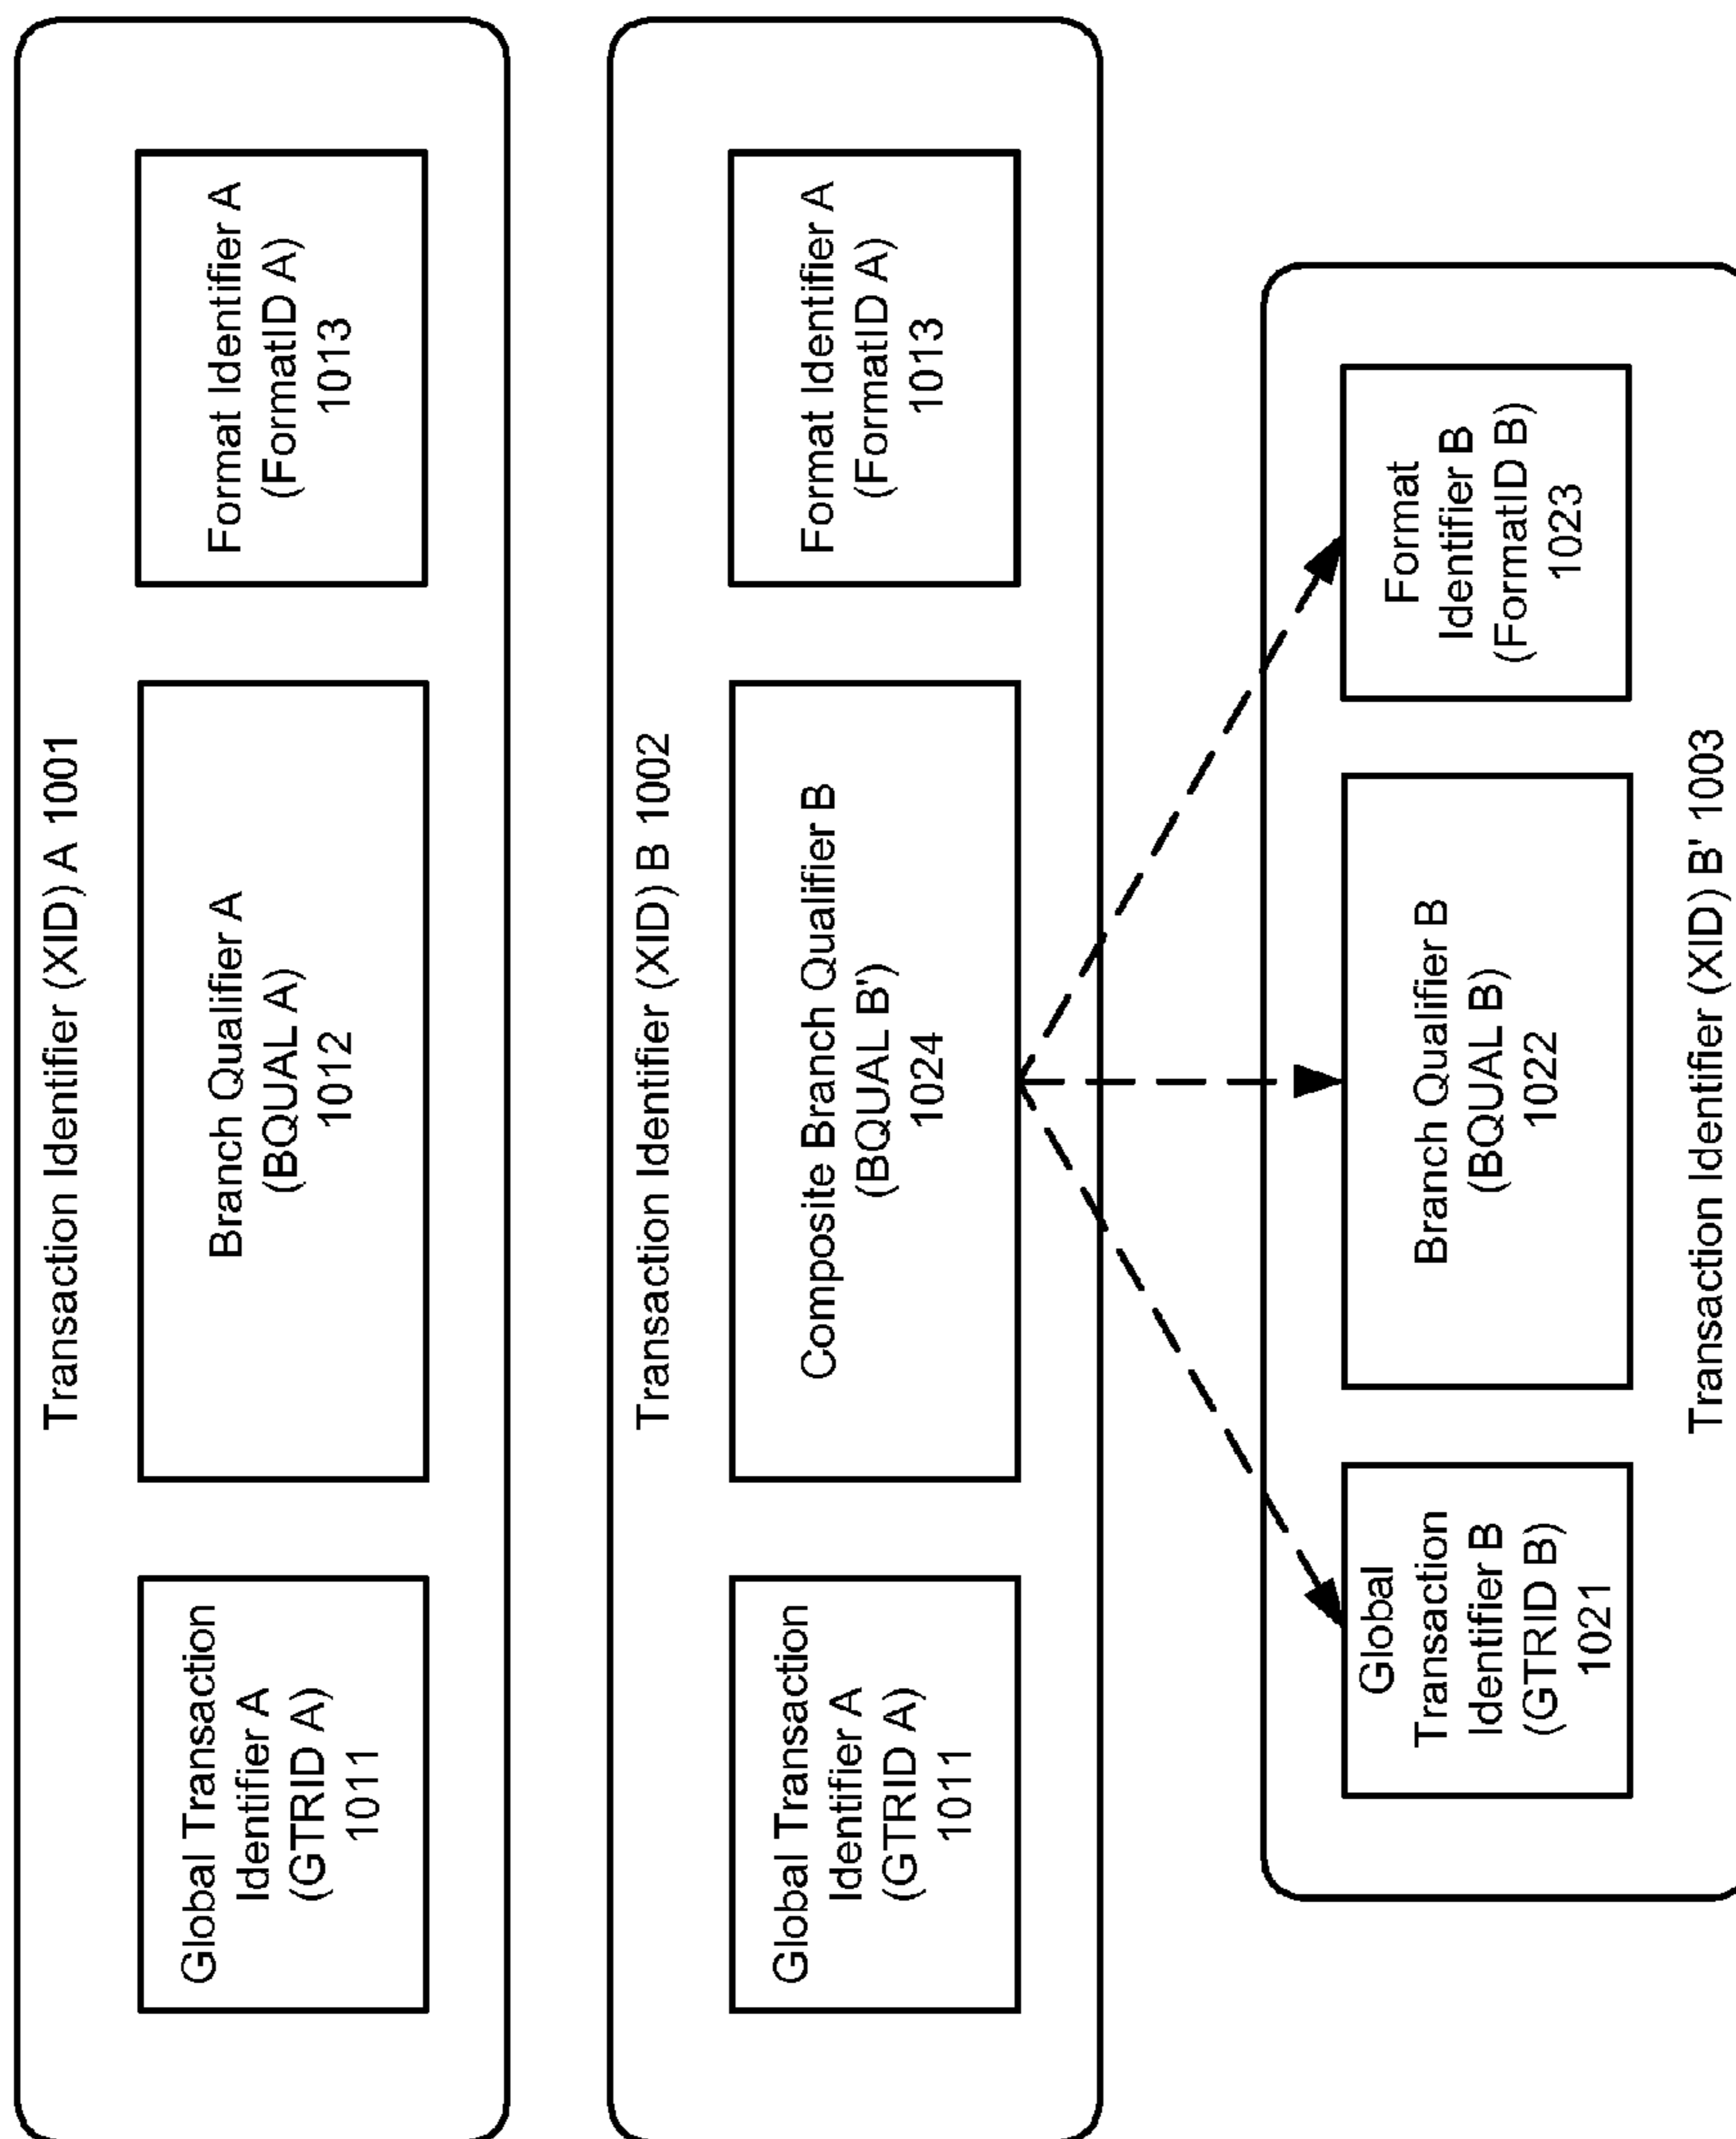 Transaction Identifier (XID) A 1001
Global Transaction
Identifier A
(GTRID A)
1011
Branch Qualifier A
(BQUAL A)
1012
Format Identifier A
(FormatID A)
1013
Transaction Identifier (XID) B 1002
Global Transaction
Identifier A
(GTRID A)
1011
Composite Branch Qualifier B
(BQUAL B')
1024
Format Identifier A
(FormatID A)
1013
Global
Transaction
Identifier B
(GTRID B)
1021
Branch Qualifier B
(BQUAL B)
1022
Format
Identifier B
(FormatID B)
1023
Transaction Identifier (XID) B' 1003